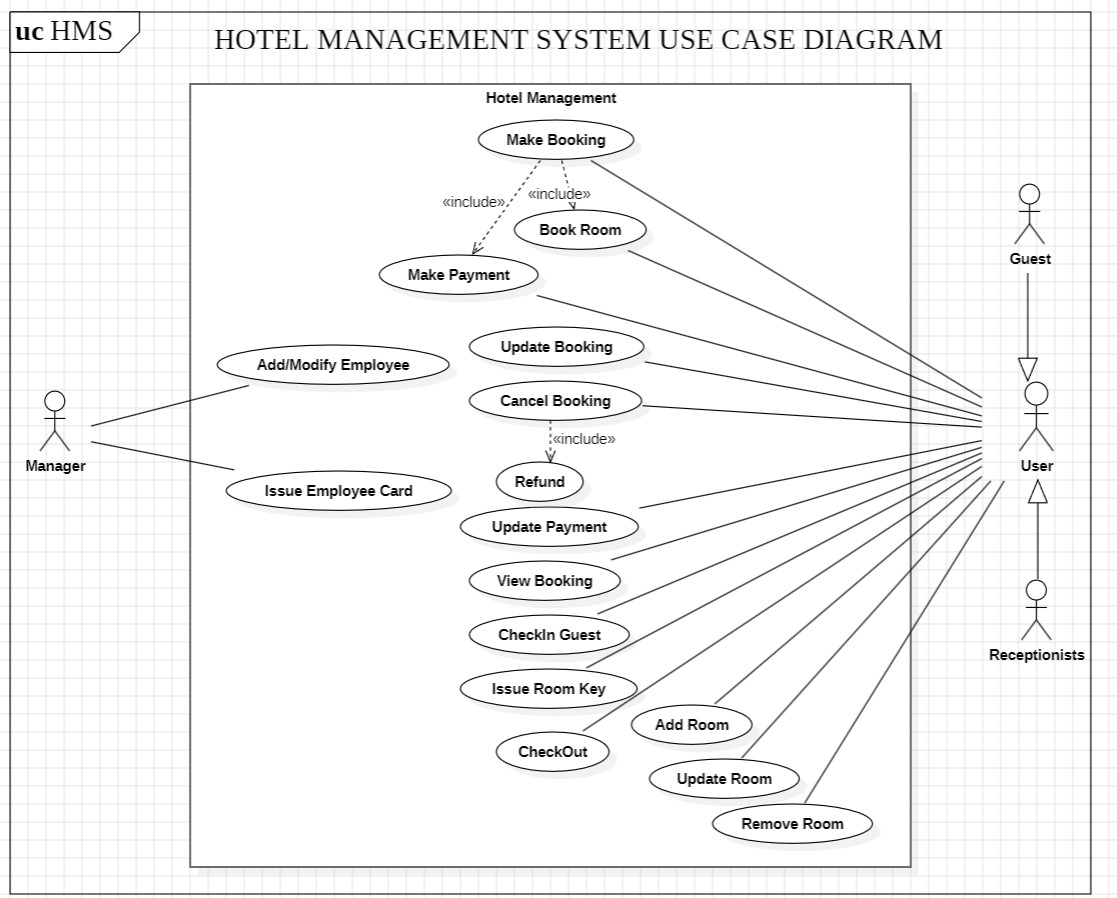 uc HMS
HOTEL MANAGEMENT SYSTEM USE CASE DIAGRAM
Hotel Management
Make Booking
«include»
«include»
Book Room
Make Payment
Update Booking
Add/Modify Employee
Cancel Booking
«include»
Refund
Issue Employee Card
Update Payment
View Booking
CheckIn Guest
Issue Room Key
Add Room
CheckOut
Update Room
Remove Room
Manager
Guest
User
Receptionists